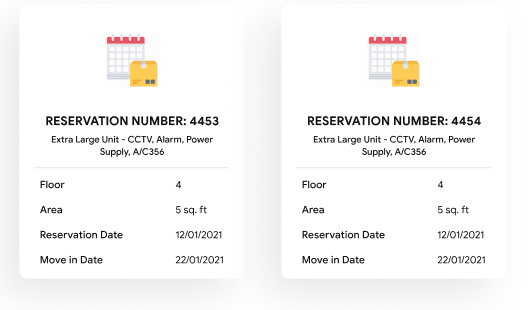 RESERVATION NUMBER: 4453
Extra Large Unit - CCTV, Alarm, Power
Supply, A/C356
Floor 4
Area 5 sq. ft
Reservation Date 12/01/2021
Move in Date 22/01/2021
RESERVATION NUMBER: 4454
Extra Large Unit - CCTV, Alarm, Power
Supply, A/C356
Floor 4
Area 5 sq. ft
Reservation Date 12/01/2021
Move in Date 22/01/2021